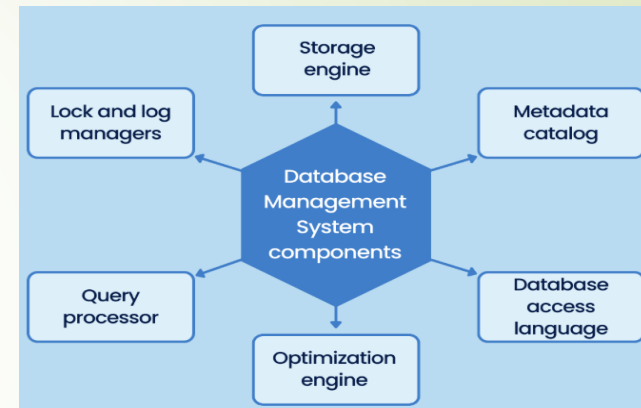 Storage
engine
Lock and log
managers
Metadata
catalog
Database
Management
System
components
Query
processor
Database
access
language
Optimization
engine